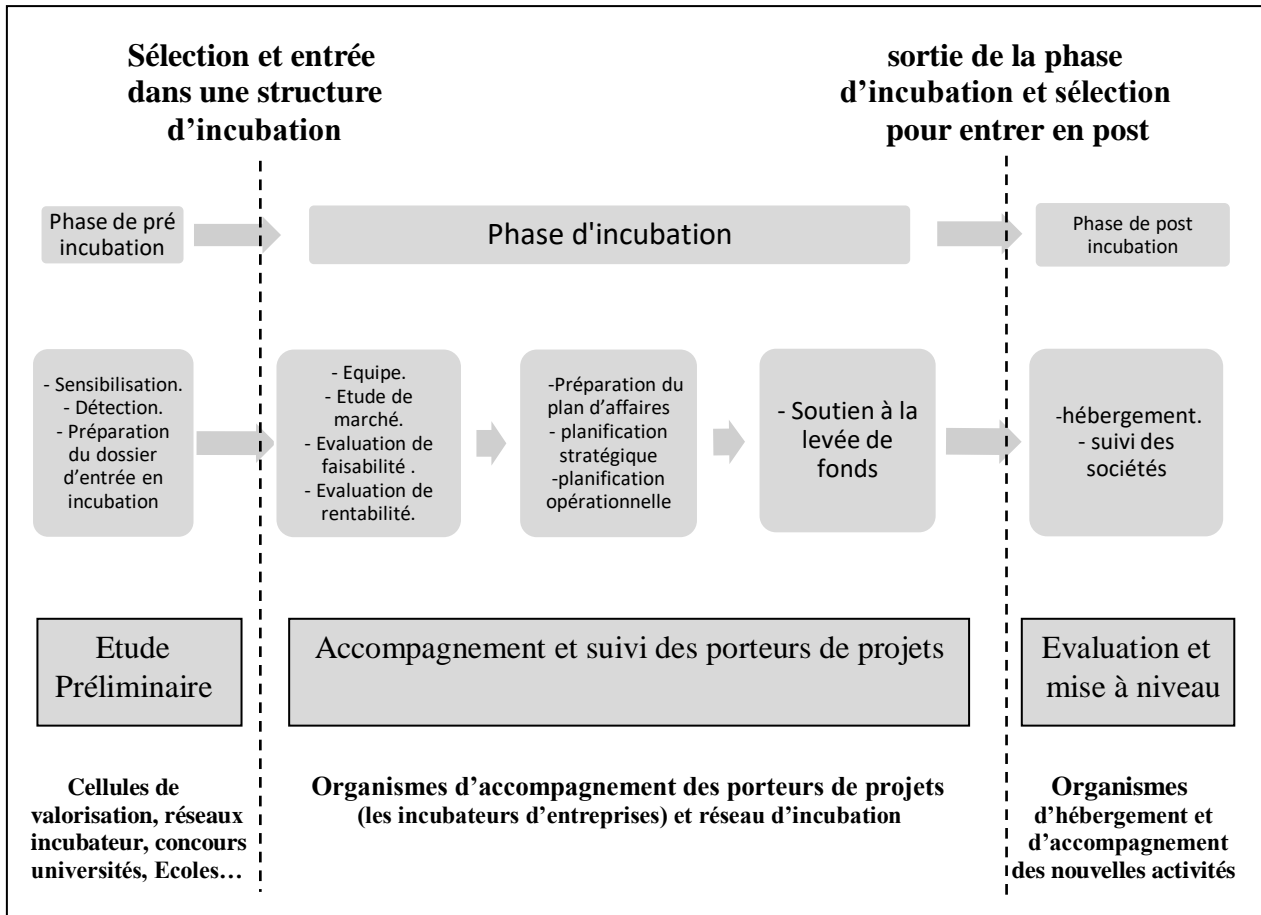 Sélection et entrée
dans une structure
d’incubation
sortie de la phase
d’incubation et sélection
pour entrer en post
Phase de pré
incubation
Phase d'incubation
Phase de post
incubation
- Sensibilisation.
- Détection.
- Préparation
du dossier
d’entrée en
incubation
- Equipe.
- Etude de
marché.
- Evaluation de
faisabilité .
- Evaluation de
rentabilité.
-Préparation du
plan d’affaires
- planification
stratégique
-planification
opérationnelle
- Soutien à la
levée de
fonds
-hébergement.
- suivi des
sociétés
Etude
Préliminaire
Accompagnement et suivi des porteurs de projets
Evaluation et
mise à niveau
Cellules de
valorisation, réseaux
incubateur, concours
universités, Ecoles…
Organismes d’accompagnement des porteurs de projets
(les incubateurs d’entreprises) et réseau d’incubation
Organismes
d’hébergement et
d’accompagnement
des nouvelles activités